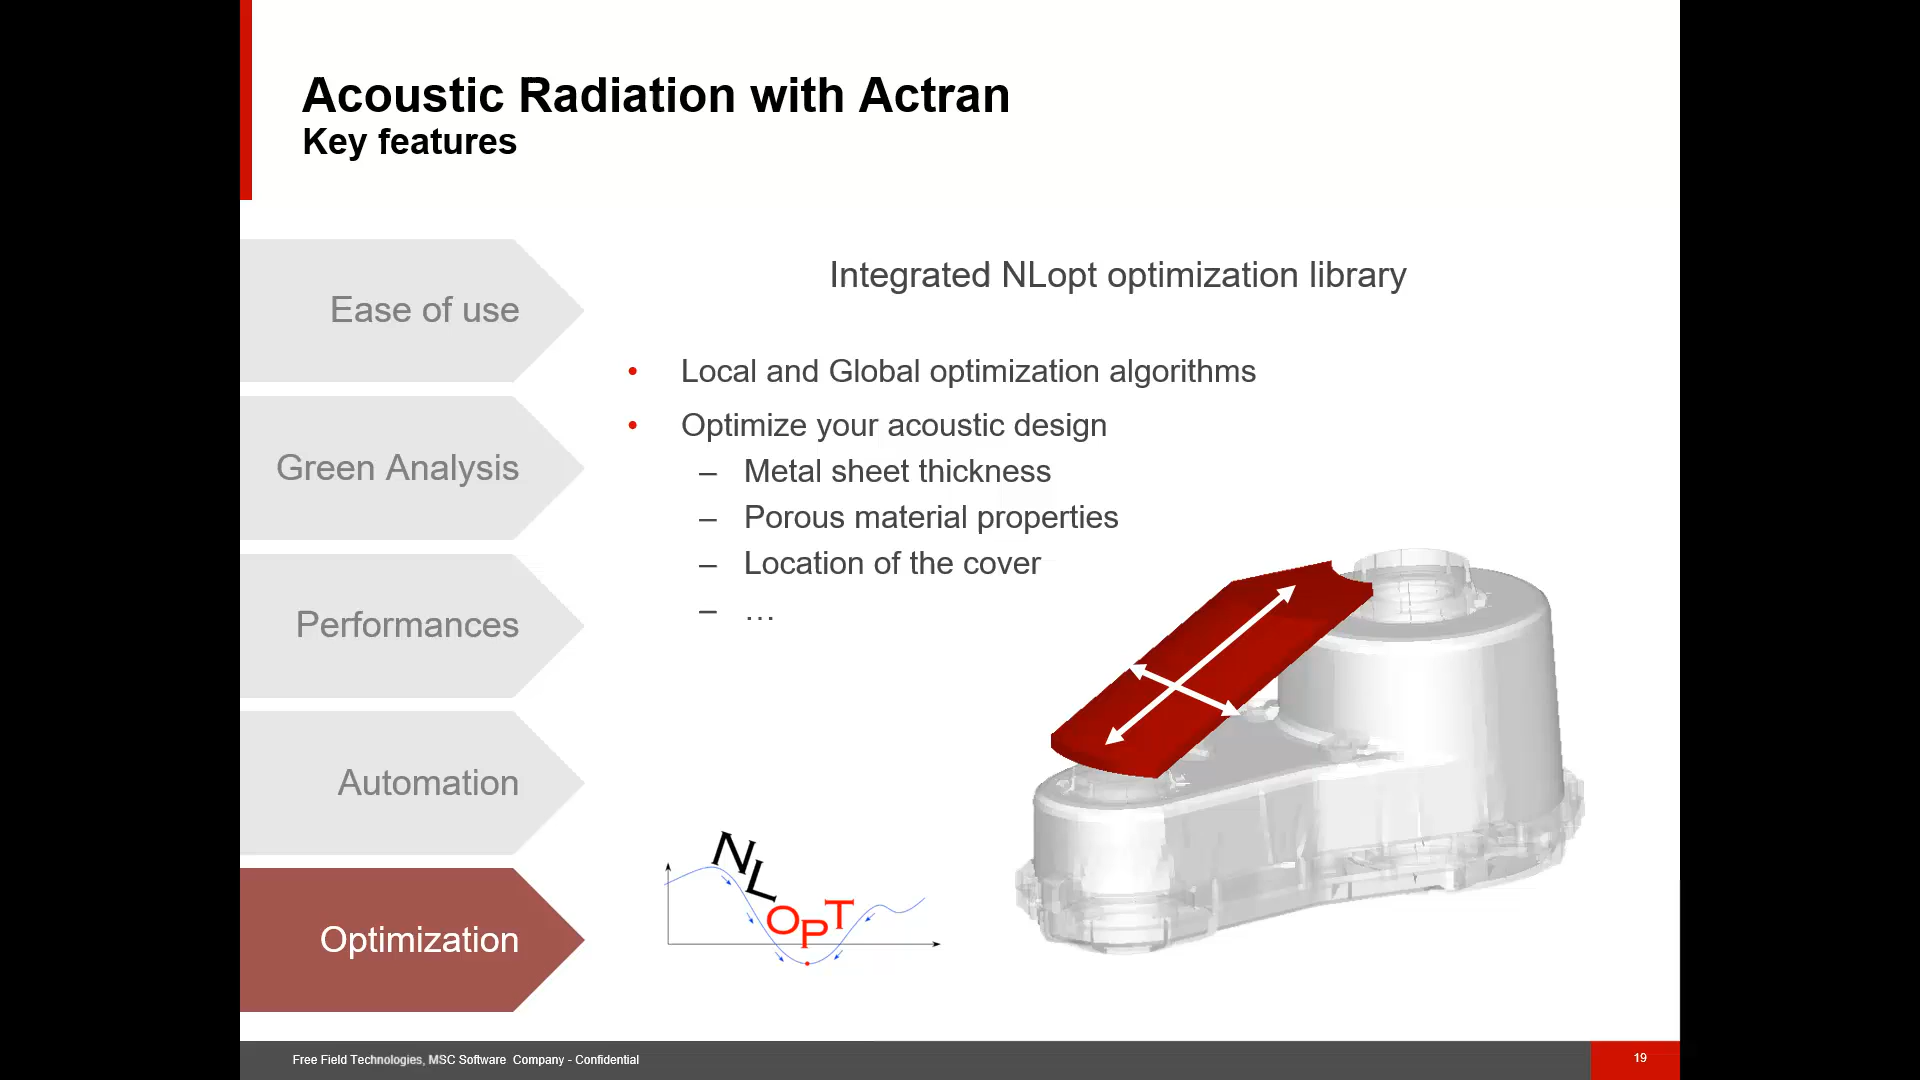 Acoustic Radiation with Actran
Key features
Ease of use
Green Analysis
Performances
Automation
Optimization
Integrated NLopt optimization library
• Local and Global optimization algorithms
• Optimize your acoustic design
– Metal sheet thickness
– Porous material properties
– Location of the cover
– …
NL
OPT
Free Field Technologies, MSC Software Company - Confidential
19